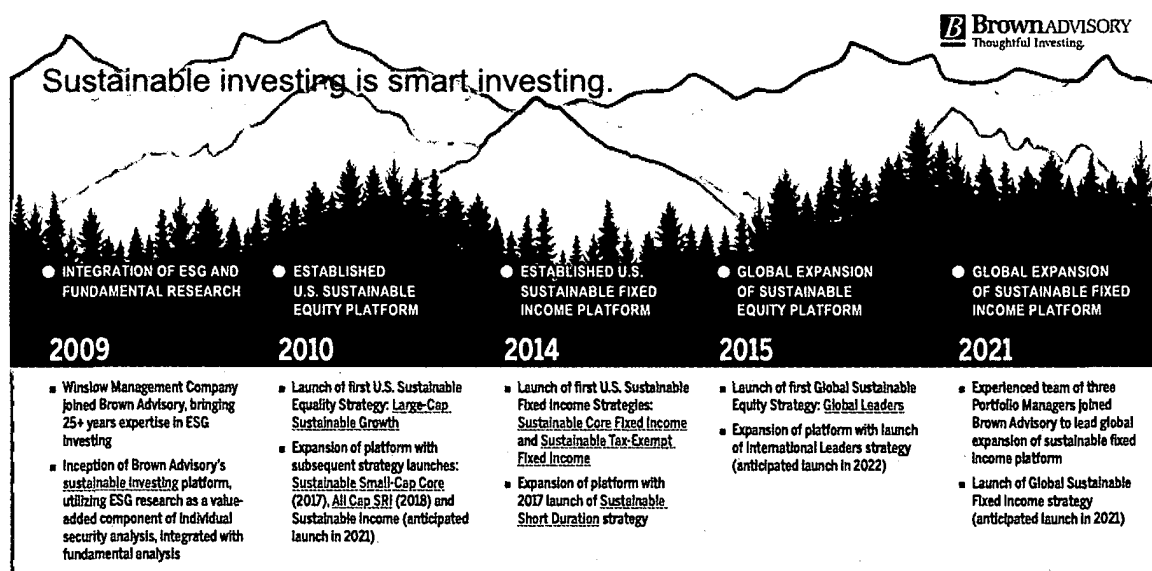 B BROWN ADVISORY
Thoughtful Investing.
Sustainable investing is smart investing.
INTEGRATION OF ESG AND
FUNDAMENTAL RESEARCH
2009
▪ Winslow Management Company
joined Brown Advisory, bringing
25+ years expertise in ESG
investing
▪ Inception of Brown Advisory's
sustainable investing platform,
utilizing ESG research as a value-
added component of individual
security analysis, integrated with
fundamental analysis
ESTABLISHED
U.S. SUSTAINABLE
EQUITY PLATFORM
2010
▪ Launch of first U.S. Sustainable
Equality Strategy: Large-Cap
Sustainable Growth
▪ Expansion of platform with
subsequent strategy launches:
Sustainable Small-Cap Core
(2017), All Cap SRI (2018) and
Sustainable Income (anticipated
launch in 2021)
ESTABLISHED U.S.
SUSTAINABLE FIXED
INCOME PLATFORM
2014
▪ Launch of first U.S. Sustainable
Fixed Income Strategies:
Sustainable Core Fixed Income
and Sustainable Tax-Exempt
Fixed Income
▪ Expansion of platform with
2017 launch of Sustainable
Short Duration strategy
GLOBAL EXPANSION
OF SUSTAINABLE
EQUITY PLATFORM
2015
▪ Launch of first Global Sustainable
Equity Strategy: Global Leaders
▪ Expansion of platform with launch
of International Leaders strategy
(anticipated launch in 2022)
GLOBAL EXPANSION
OF SUSTAINABLE FIXED
INCOME PLATFORM
2021
▪ Experienced team of three
Portfolio Managers joined
Brown Advisory to lead global
expansion of sustainable fixed
income platform
▪ Launch of Global Sustainable
Fixed Income strategy
(anticipated launch in 2021)